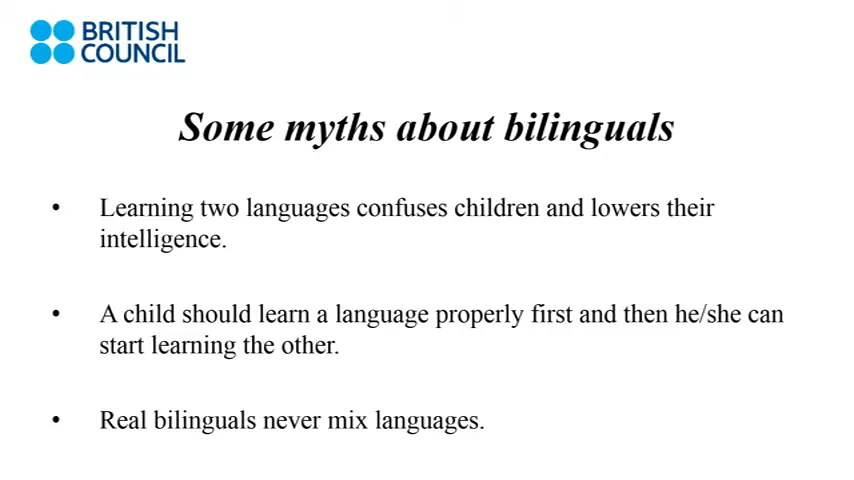 BRITISH
COUNCIL
Some myths about bilinguals
• Learning two languages confuses children and lowers their
intelligence.
• A child should learn a language properly first and then he/she can
start learning the other.
• Real bilinguals never mix languages.